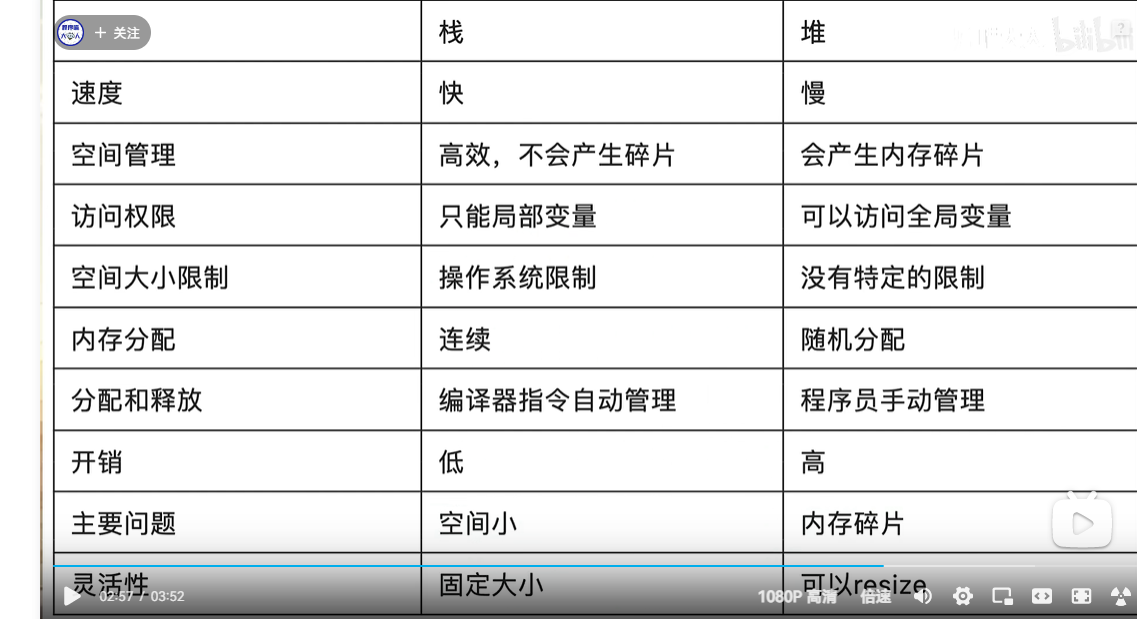 + 关注
栈 堆
bilibili
速度 快 慢
空间管理 高效，不会产生碎片 会产生内存碎片
访问权限 只能局部变量 可以访问全局变量
空间大小限制 操作系统限制 没有特定的限制
内存分配 连续 随机分配
分配和释放 编译器指令自动管理 程序员手动管理
开销 低 高
主要问题 空间小 内存碎片
灵活性 固定大小 可以resize
02:57 / 03:52 1080P 高清 倍速